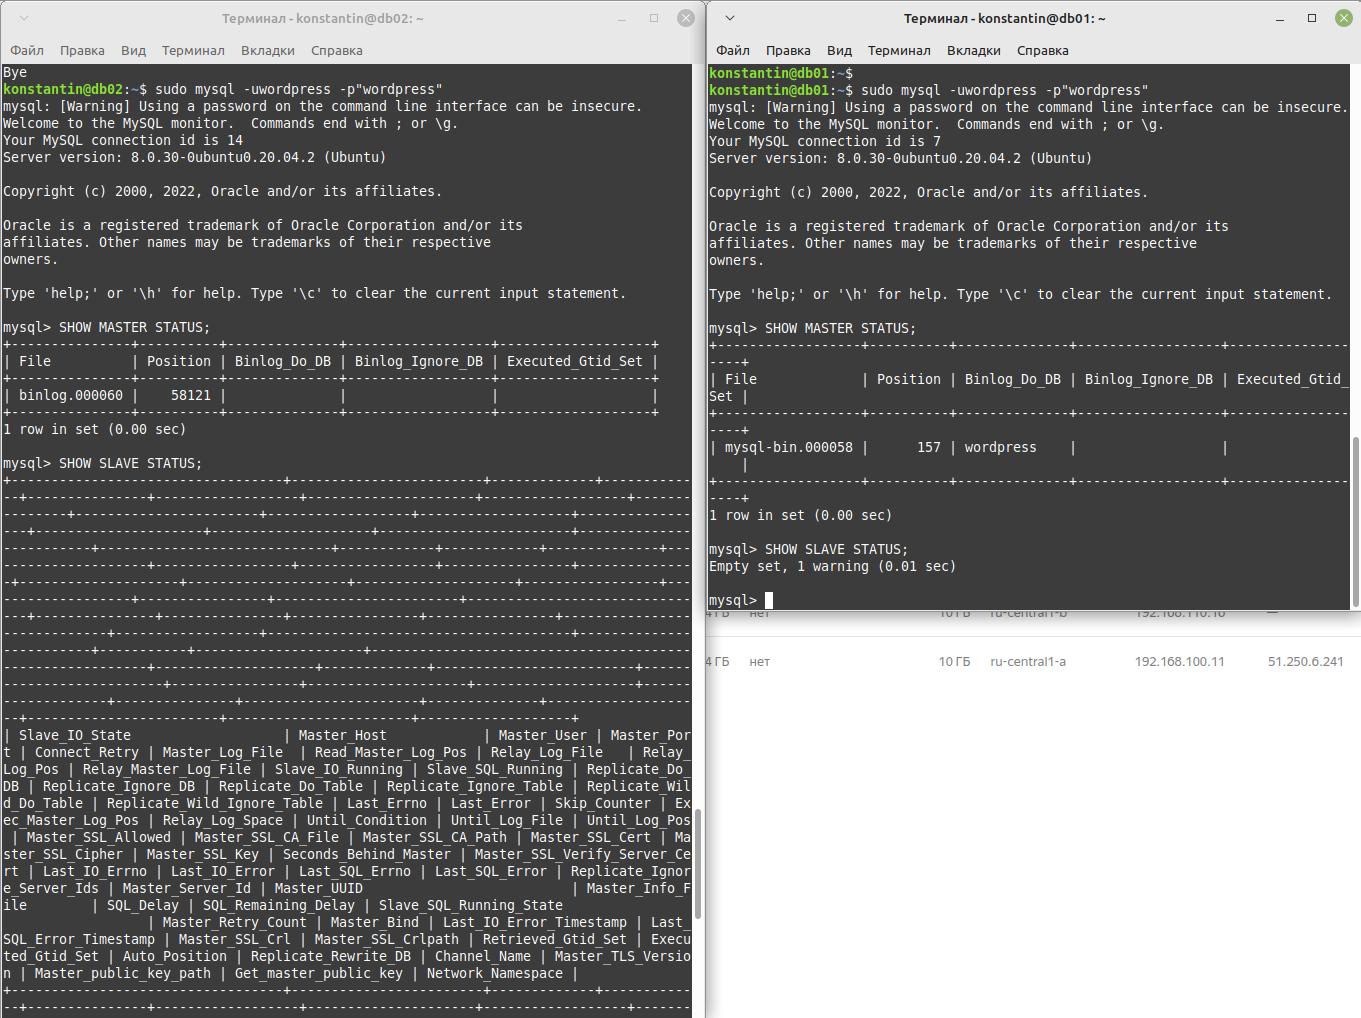 Терминал - konstantin@db02: ~
Файл Правка Вид Терминал Вкладки Справка
Bye
konstantin@db02:~$ sudo mysql -uwordpress -p"wordpress"
mysql: [Warning] Using a password on the command line interface can be insecure.
Welcome to the MySQL monitor.  Commands end with ; or \g.
Your MySQL connection id is 14
Server version: 8.0.30-0ubuntu0.20.04.2 (Ubuntu)
Copyright (c) 2000, 2022, Oracle and/or its affiliates.
Oracle is a registered trademark of Oracle Corporation and/or its
affiliates. Other names may be trademarks of their respective
owners.
Type 'help;' or '\h' for help. Type '\c' to clear the current input statement.
mysql> SHOW MASTER STATUS;
| File          | Position | Binlog_Do_DB | Binlog_Ignore_DB | Executed_Gtid_Set |
| binlog.000060 |    58121 |              |                  |                   |
1 row in set (0.00 sec)
mysql> SHOW SLAVE STATUS;
| Slave_IO_State                   | Master_Host            | Master_User | Master_Por
t | Connect_Retry | Master_Log_File  | Read_Master_Log_Pos | Relay_Log_File   | Relay_
Log_Pos | Relay_Master_Log_File | Slave_IO_Running | Slave_SQL_Running | Replicate_Do_
DB | Replicate_Ignore_DB | Replicate_Do_Table | Replicate_Ignore_Table | Replicate_Wil
d_Do_Table | Replicate_Wild_Ignore_Table | Last_Errno | Last_Error | Skip_Counter | Ex
ec_Master_Log_Pos | Relay_Log_Space | Until_Condition | Until_Log_File | Until_Log_Pos
| Master_SSL_Allowed | Master_SSL_CA_File | Master_SSL_CA_Path | Master_SSL_Cert | Ma
ster_SSL_Cipher | Master_SSL_Key | Seconds_Behind_Master | Master_SSL_Verify_Server_Ce
rt | Last_IO_Errno | Last_IO_Error | Last_SQL_Errno | Last_SQL_Error | Replicate_Ignor
e_Server_Ids | Master_Server_Id | Master_UUID                          | Master_Info_F
ile        | SQL_Delay | SQL_Remaining_Delay | Slave_SQL_Running_State
| Master_Retry_Count | Master_Bind | Last_IO_Error_Timestamp | Last_
SQL_Error_Timestamp | Master_SSL_Crl | Master_SSL_Crlpath | Retrieved_Gtid_Set | Execu
ted_Gtid_Set | Auto_Position | Replicate_Rewrite_DB | Channel_Name | Master_TLS_Versio
n | Master_public_key_path | Get_master_public_key | Network_Namespace |
Терминал - konstantin@db01: ~
Файл Правка Вид Терминал Вкладки Справка
konstantin@db01:~$
konstantin@db01:~$ sudo mysql -uwordpress -p"wordpress"
mysql: [Warning] Using a password on the command line interface can be insecure.
Welcome to the MySQL monitor.  Commands end with ; or \g.
Your MySQL connection id is 7
Server version: 8.0.30-0ubuntu0.20.04.2 (Ubuntu)
Copyright (c) 2000, 2022, Oracle and/or its affiliates.
Oracle is a registered trademark of Oracle Corporation and/or its
affiliates. Other names may be trademarks of their respective
owners.
Type 'help;' or '\h' for help. Type '\c' to clear the current input statement.
mysql> SHOW MASTER STATUS;
| File             | Position | Binlog_Do_DB | Binlog_Ignore_DB | Executed_Gtid_
Set |
| mysql-bin.000058 |      157 | wordpress    |                  |
|
1 row in set (0.00 sec)
mysql> SHOW SLAVE STATUS;
Empty set, 1 warning (0.01 sec)
mysql>
нет 10 ГБ ru-central1-b 192.168.110.10 —
4 ГБ нет 10 ГБ ru-central1-a 192.168.100.11 51.250.6.241